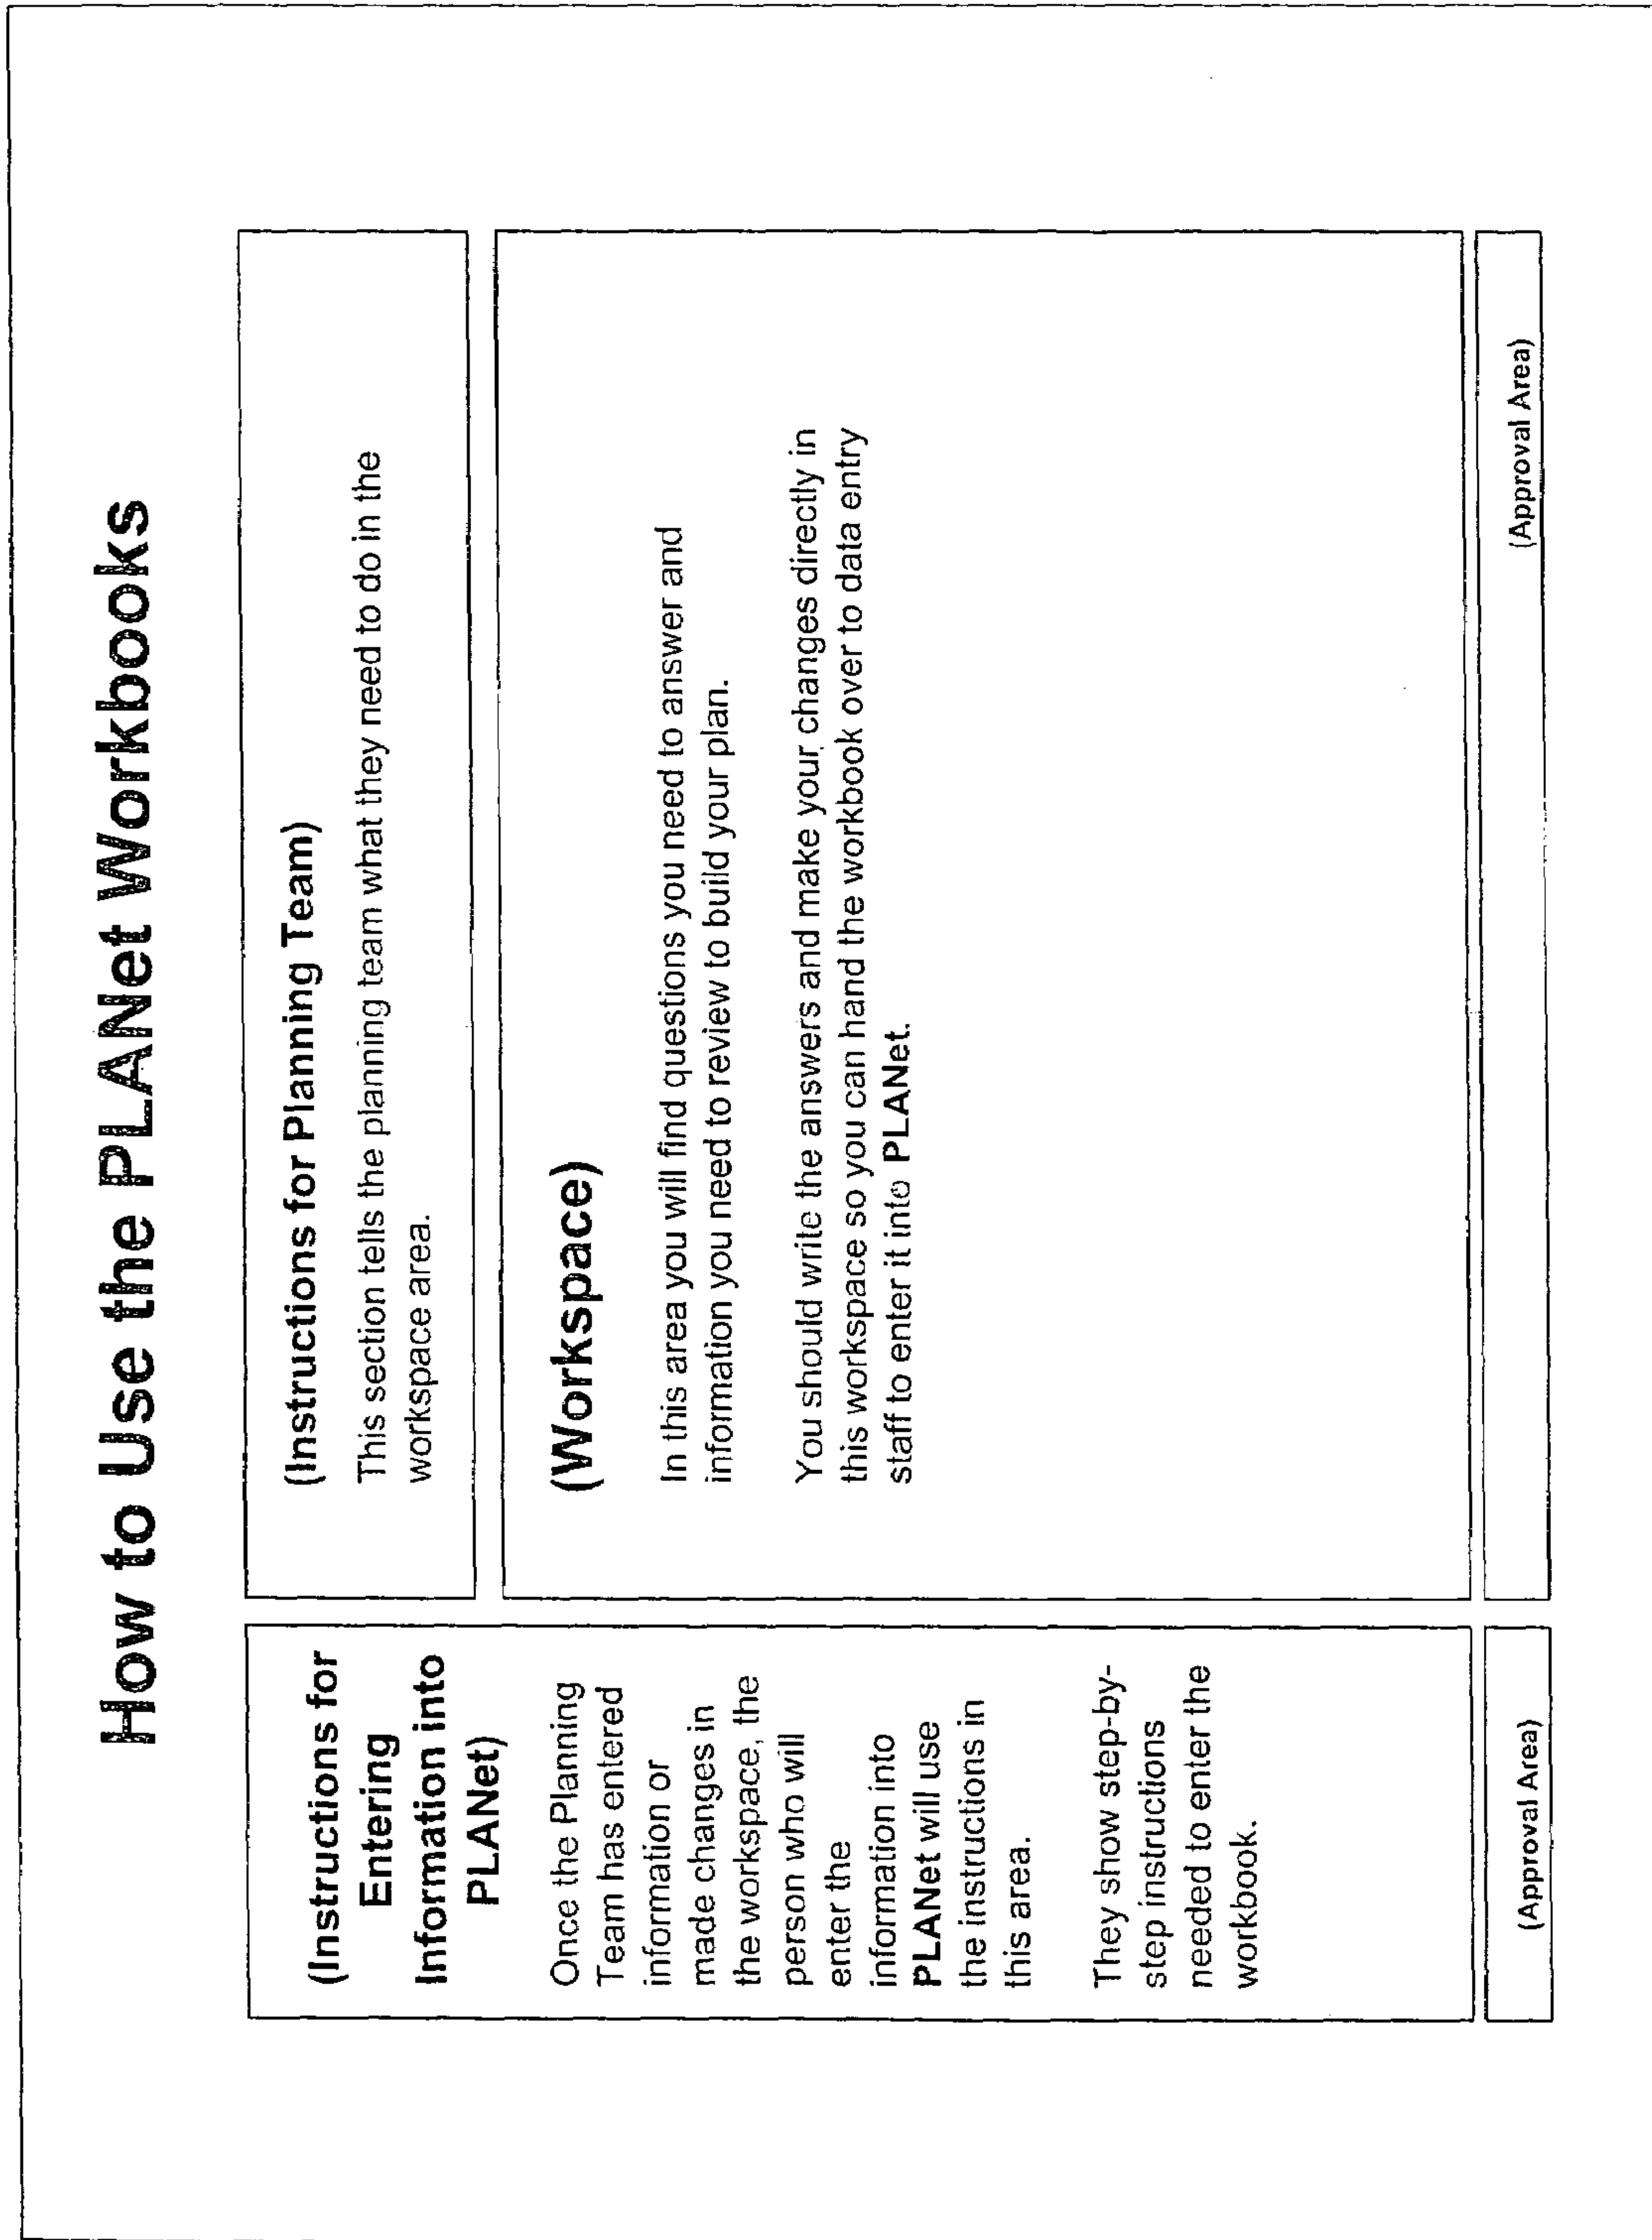 How to Use the PLANet Workbooks
(Instructions for
Entering
Information into
PLANet)
Once the Planning
Team has entered
information or
made changes in
the workspace, the
person who will
enter the
information into
PLANet will use
the instructions in
this area.
They show step-by-
step instructions
needed to enter the
workbook.
(Approval Area)
(Instructions for Planning Team)
This section tells the planning team what they need to do in the
workspace area.
(Workspace)
In this area you will find questions you need to answer and
information you need to review to build your plan.
You should write the answers and make your changes directly in
this workspace so you can hand the workbook over to data entry
staff to enter it into PLANet.
(Approval Area)